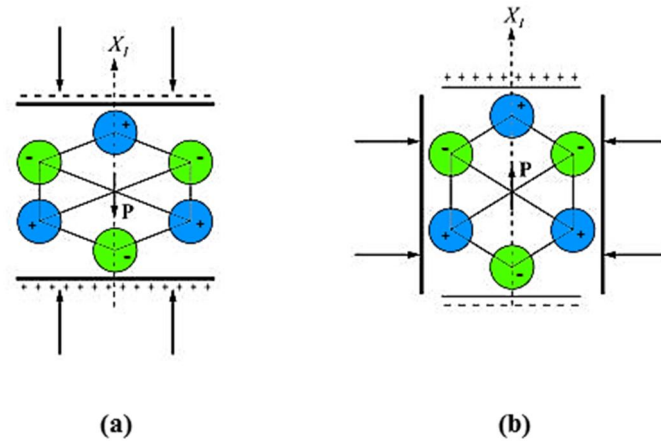 X₁ X₁
- - - - - - - - - - - - - -
+ + + + + + + + +
+ +
- - - -
P P
+ + + +
- -
+ + + + + + + + + + + + + +
- - - - - - - -
(a) (b)